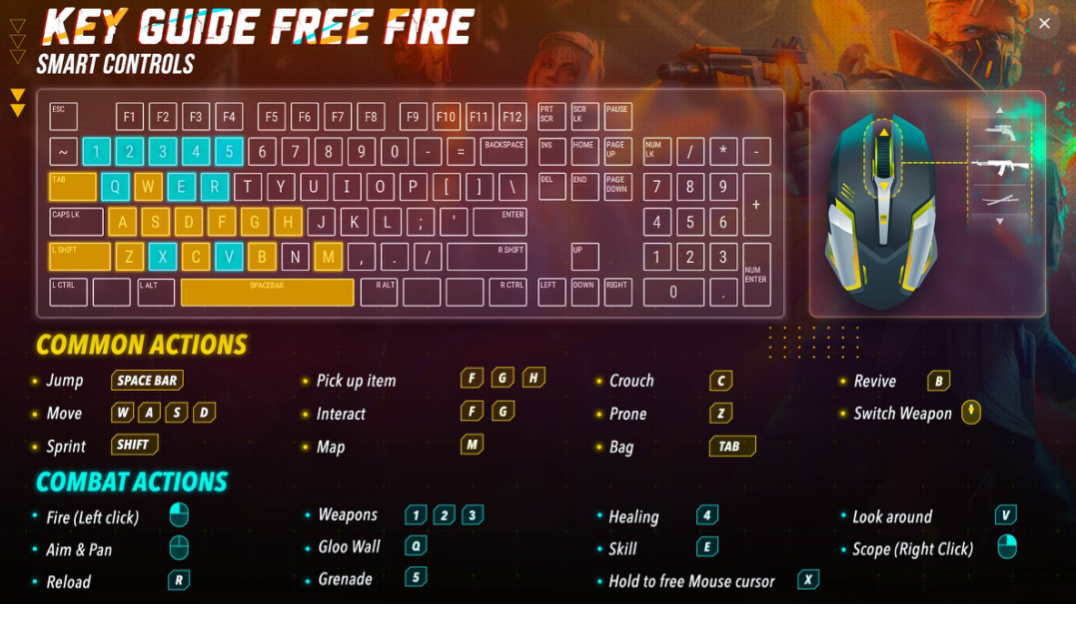 KEY GUIDE FREE FIRE
SMART CONTROLS
ESC F1 F2 F3 F4 F5 F6 F7 F8 F9 F10 F11 F12 PRT SCR SCR LK PAUSE
~ 1 2 3 4 5 6 7 8 9 0 - = BACKSPACE INS HOME PAGE UP NUM LK / * -
TAB Q W E R T Y U I O P [ ] \ DEL END PAGE DOWN 7 8 9 +
CAPS LK A S D F G H J K L ; ' ENTER 4 5 6
L SHIFT Z X C V B N M , . / R SHIFT UP 1 2 3 NUM ENTER
L CTRL L ALT SPACEBAR R ALT R CTRL LEFT DOWN RIGHT 0 .
COMMON ACTIONS
Jump SPACE BAR Pick up item F G H Crouch C Revive B
Move W A S D Interact F G Prone Z Switch Weapon
Sprint SHIFT Map M Bag TAB
COMBAT ACTIONS
Fire (Left click) Weapons 1 2 3 Healing 4 Look around V
Aim & Pan Gloo Wall Q Skill E Scope (Right Click)
Reload R Grenade 5 Hold to free Mouse cursor X